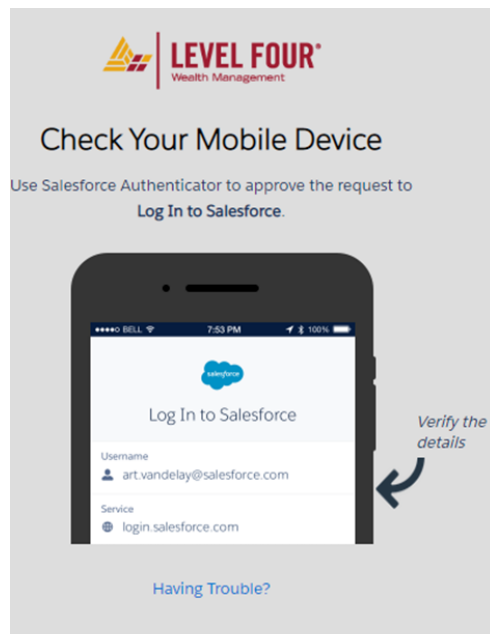 LEVEL FOUR®
Wealth Management
Check Your Mobile Device
Use Salesforce Authenticator to approve the request to
Log In to Salesforce.
BELL 7:53 PM 100%
salesforce
Log In to Salesforce
Username
art.vandelay@salesforce.com
Service
login.salesforce.com
Verify the
details
Having Trouble?